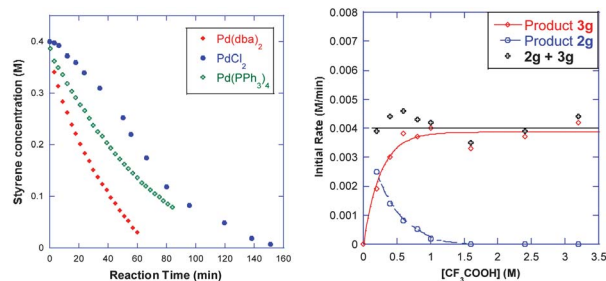 0.5
0.4
0.3
0.2
0.1
0
Styrene concentration (M)
Pd(dba)2
PdCl2
Pd(PPh3)4
0 20 40 60 80 100 120 140 160
Reaction Time (min)
0.008
0.007
0.006
0.005
0.004
0.003
0.002
0.001
0
Initial Rate (M/min)
Product 3g
Product 2g
2g + 3g
0 0.5 1 1.5 2 2.5 3 3.5
[CF3COOH] (M)